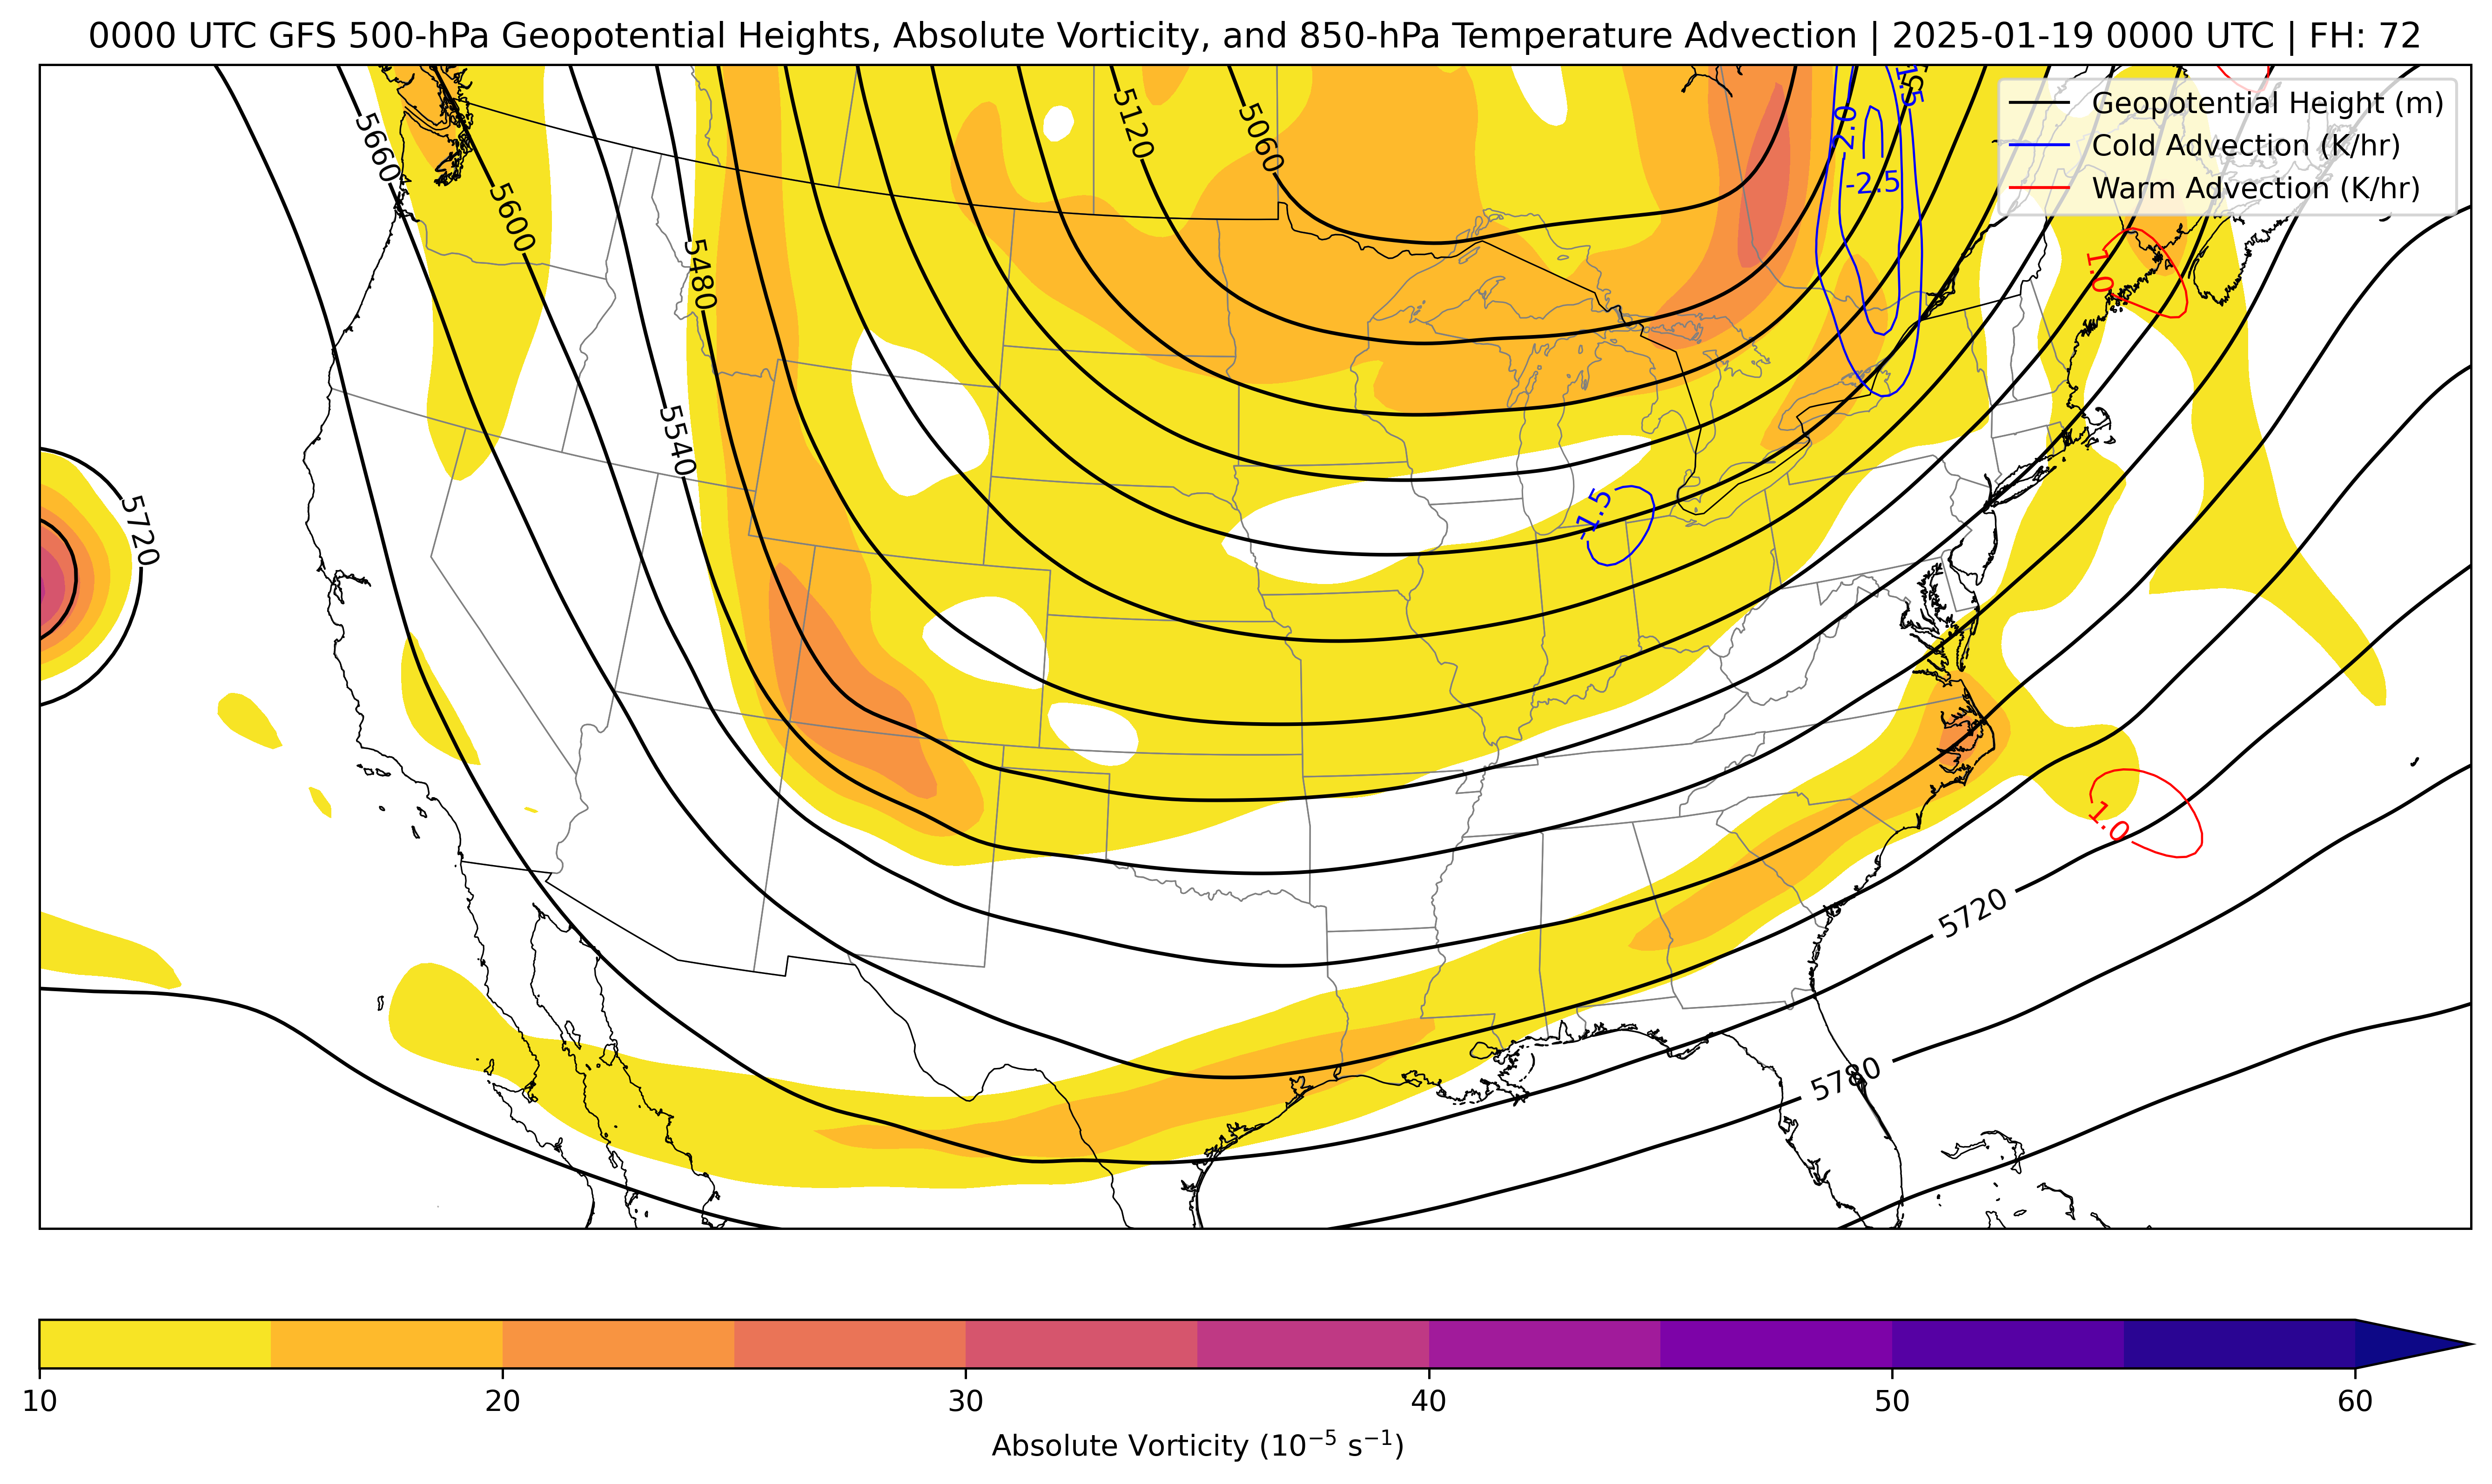 0000 UTC GFS 500-hPa Geopotential Heights, Absolute Vorticity, and 850-hPa Temperature Advection | 2025-01-19 0000 UTC | FH: 72
Geopotential Height (m)
Cold Advection (K/hr)
Warm Advection (K/hr)
5660
5600
5120
5060
-2.0
-2.5
5480
1.0
5540
5720
-1.5
1.0
5720
5780
10 20 30 40 50 60
Absolute Vorticity (10⁻⁵ s⁻¹)